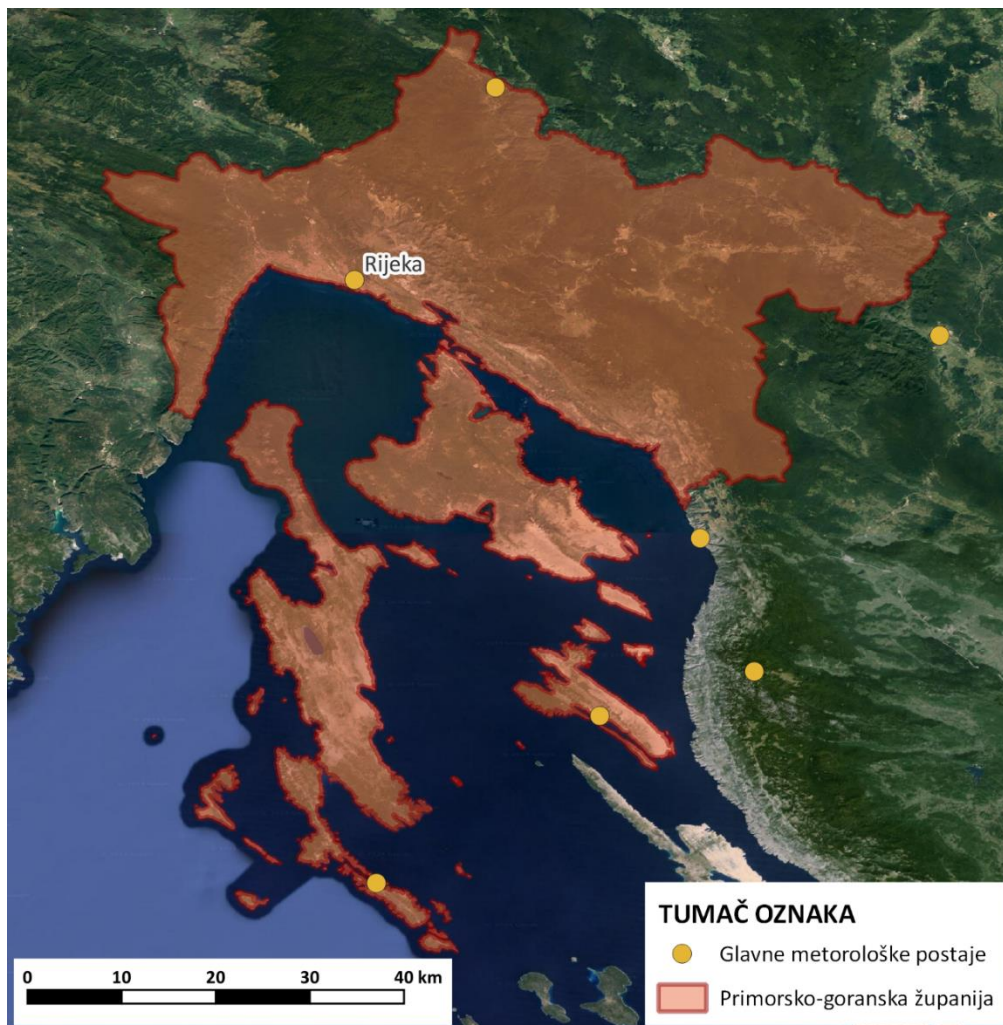 Rijeka
TUMAČ OZNAKA
Glavne metorološke postaje
Primorsko-goranska županija
0 10 20 30 40 km